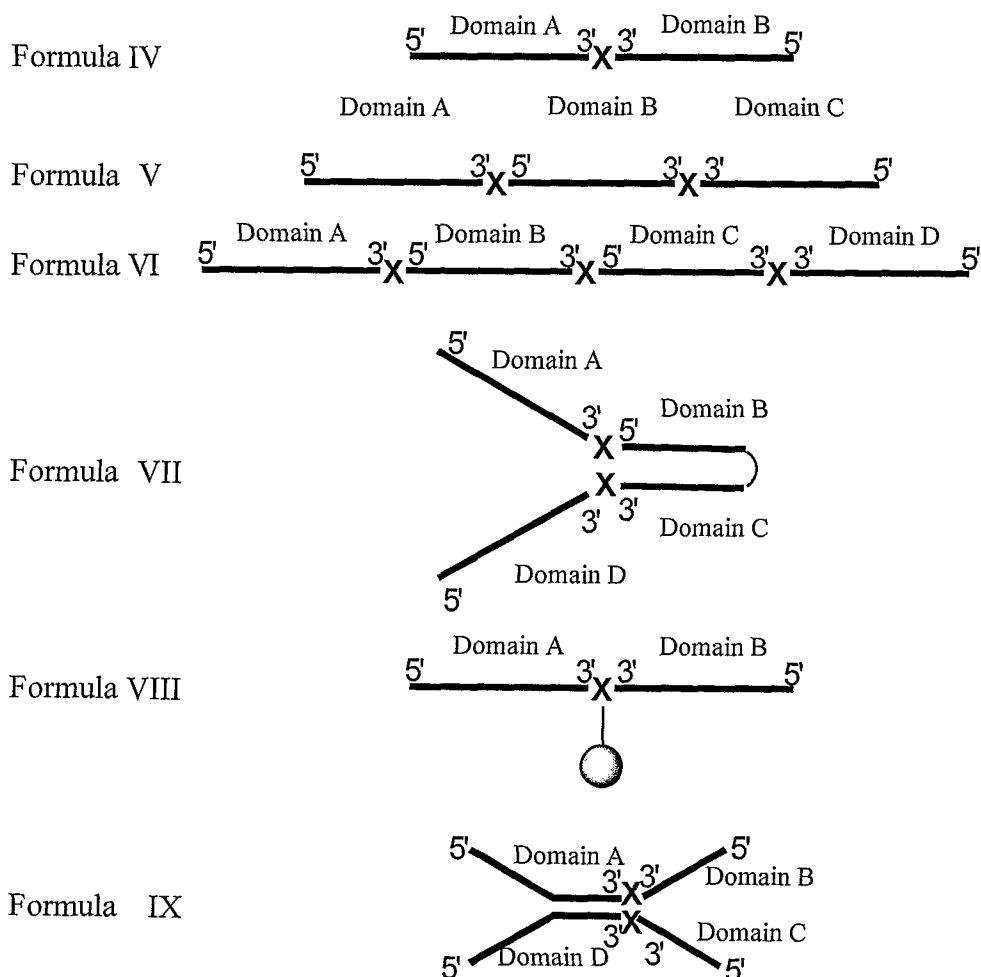 Domain A Domain B
Formula IV 5' 3' X 3' 5'
Domain A Domain B Domain C
Formula V 5' 3' X 5' 3' X 3' 5'
Domain A Domain B Domain C Domain D
Formula VI 5' 3' X 5' 3' X 5' 3' X 3' 5'
5'
Domain A
3' Domain B
X 5'
Formula VII
X
3' 3'
Domain C
Domain D
5'
Domain A Domain B
Formula VIII 5' 3' X 3' 5'
5' 5'
Domain A
3' X 3' Domain B
Formula IX
3' X 3' Domain C
Domain D
5' 5'